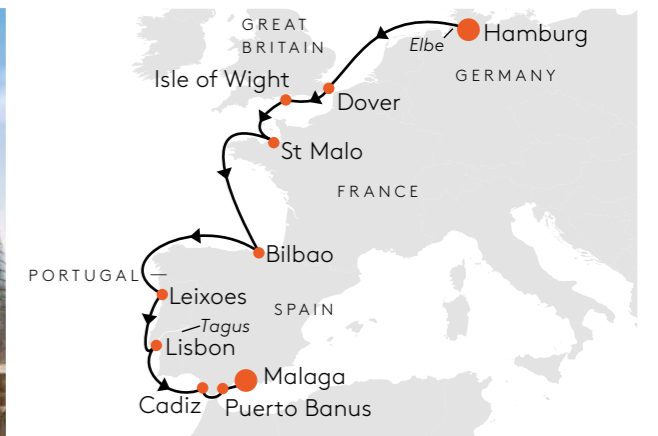 GREAT
BRITAIN
Elbe
Hamburg
GERMANY
Isle of Wight
Dover
St Malo
FRANCE
Bilbao
PORTUGAL
Leixoes
SPAIN
Tagus
Lisbon
Malaga
Cadiz
Puerto Banus